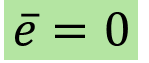 ē = 0